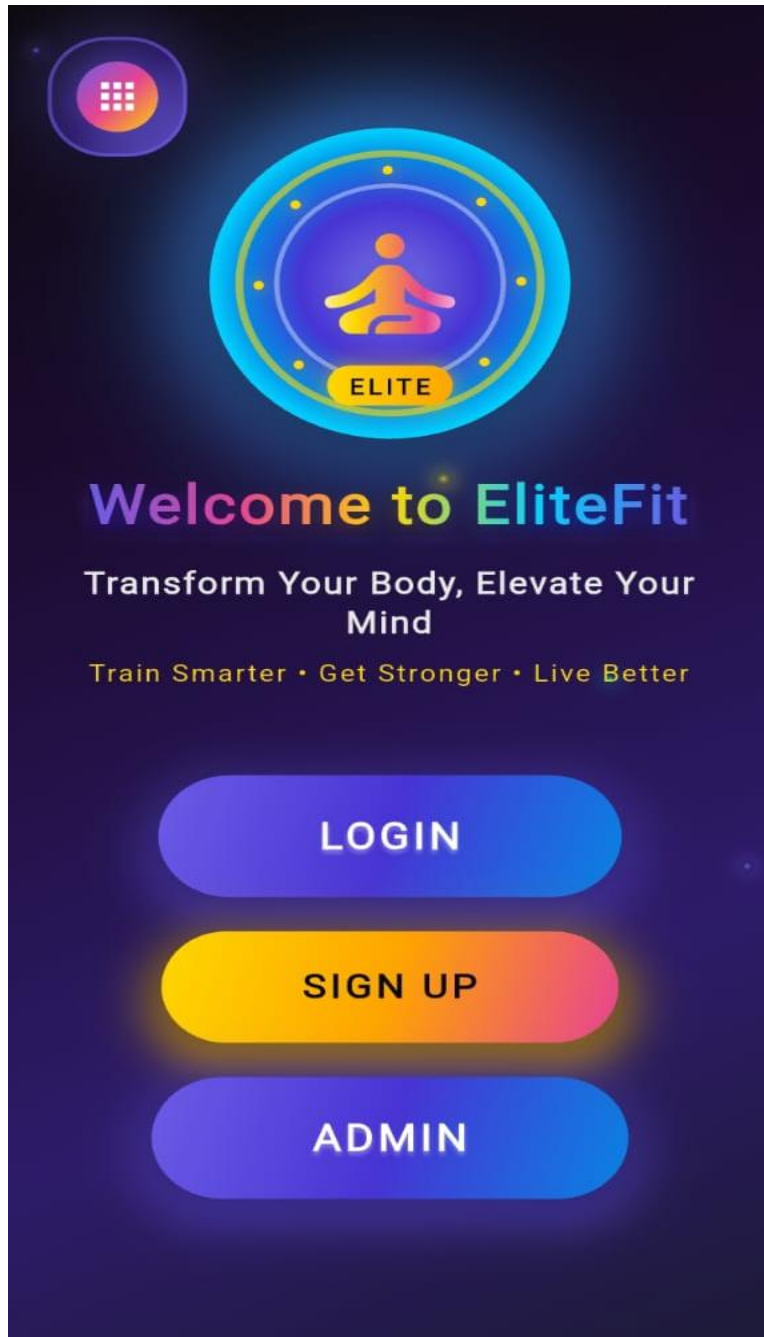 ELITE
Welcome to EliteFit
Transform Your Body, Elevate Your
Mind
Train Smarter • Get Stronger • Live Better
LOGIN
SIGN UP
ADMIN